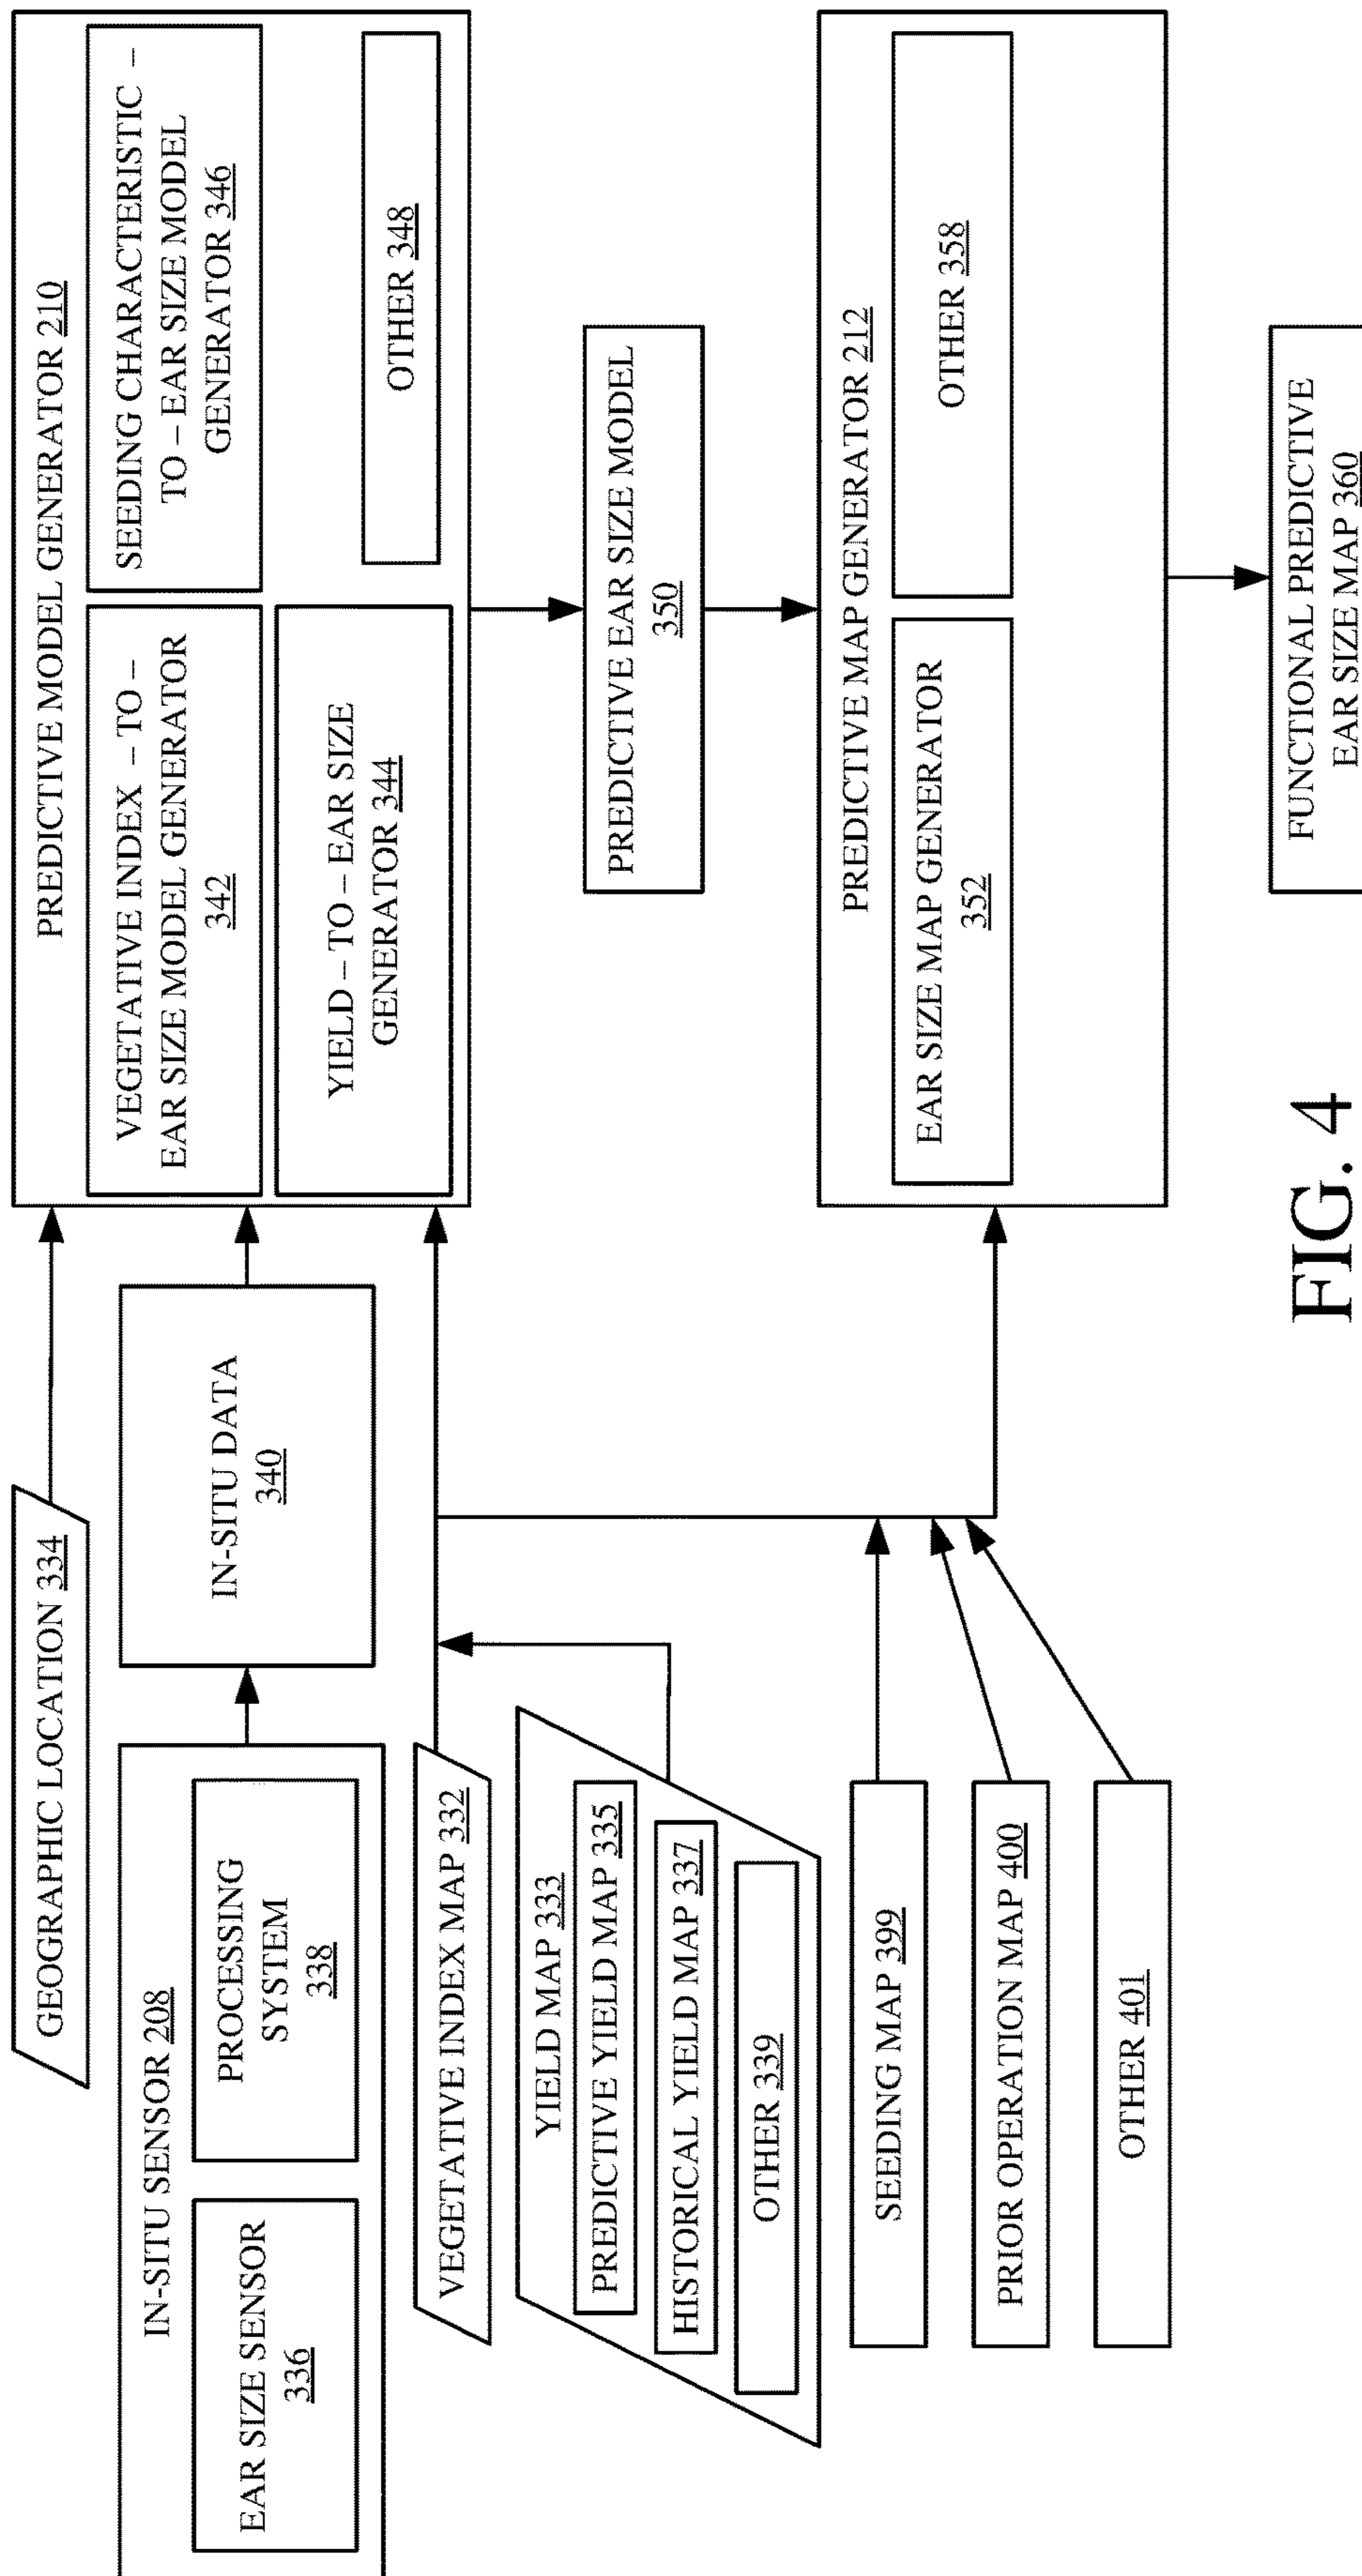 GEOGRAPHIC LOCATION 334
IN-SITU SENSOR 208
EAR SIZE SENSOR
336
PROCESSING
SYSTEM
338
IN-SITU DATA
340
VEGETATIVE INDEX MAP 332
YIELD MAP 333
PREDICTIVE YIELD MAP 335
HISTORICAL YIELD MAP 337
OTHER 339
SEEDING MAP 399
PRIOR OPERATION MAP 400
OTHER 401
PREDICTIVE MODEL GENERATOR 210
VEGETATIVE INDEX – TO –
EAR SIZE MODEL GENERATOR
342
SEEDING CHARACTERISTIC –
TO – EAR SIZE MODEL
GENERATOR 346
YIELD – TO – EAR SIZE
GENERATOR 344
OTHER 348
PREDICTIVE EAR SIZE MODEL
350
PREDICTIVE MAP GENERATOR 212
EAR SIZE MAP GENERATOR
352
OTHER 358
FUNCTIONAL PREDICTIVE
EAR SIZE MAP 360
FIG. 4